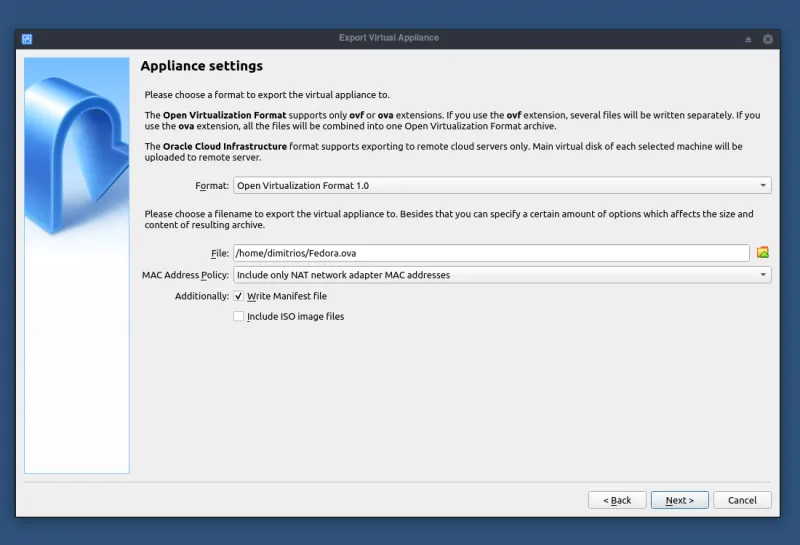 Export Virtual Appliance
Appliance settings
Please choose a format to export the virtual appliance to.
The Open Virtualization Format supports only ovf or ova extensions. If you use the ovf extension, several files will be written separately. If you
use the ova extension, all the files will be combined into one Open Virtualization Format archive.
The Oracle Cloud Infrastructure format supports exporting to remote cloud servers only. Main virtual disk of each selected machine will be
uploaded to remote server.
Format: Open Virtualization Format 1.0
Please choose a filename to export the virtual appliance to. Besides that you can specify a certain amount of options which affects the size and
content of resulting archive.
File: /home/dimitrios/Fedora.ova
MAC Address Policy: Include only NAT network adapter MAC addresses
Additionally: Write Manifest file
Include ISO image files
< Back Next > Cancel